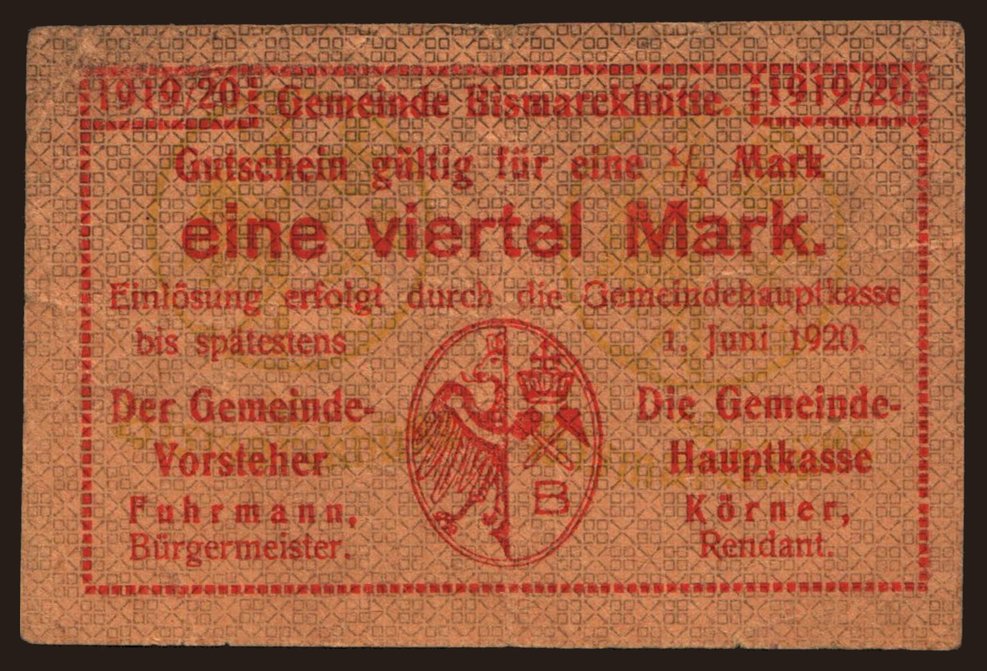 1919/20 Gemeinde Bismarckhütte. 1919/20
Gutschein gültig für eine ¼ Mark
eine viertel Mark.
Einlösung erfolgt durch die Gemeindehauptkasse
bis spätestens 1. Juni 1920.
Der Gemeinde-
Vorsteher
Fuhrmann,
Bürgermeister.
B
Die Gemeinde-
Hauptkasse
Körner,
Rendant.